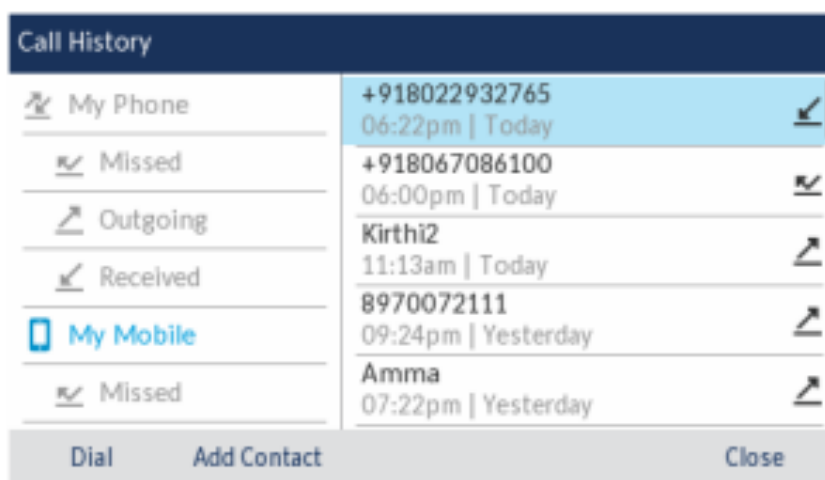 Call History
My Phone
Missed
Outgoing
Received
My Mobile
Missed
+918022932765
06:22pm | Today
+918067086100
06:00pm | Today
Kirthi2
11:13am | Today
8970072111
09:24pm | Yesterday
Amma
07:22pm | Yesterday
Dial Add Contact Close